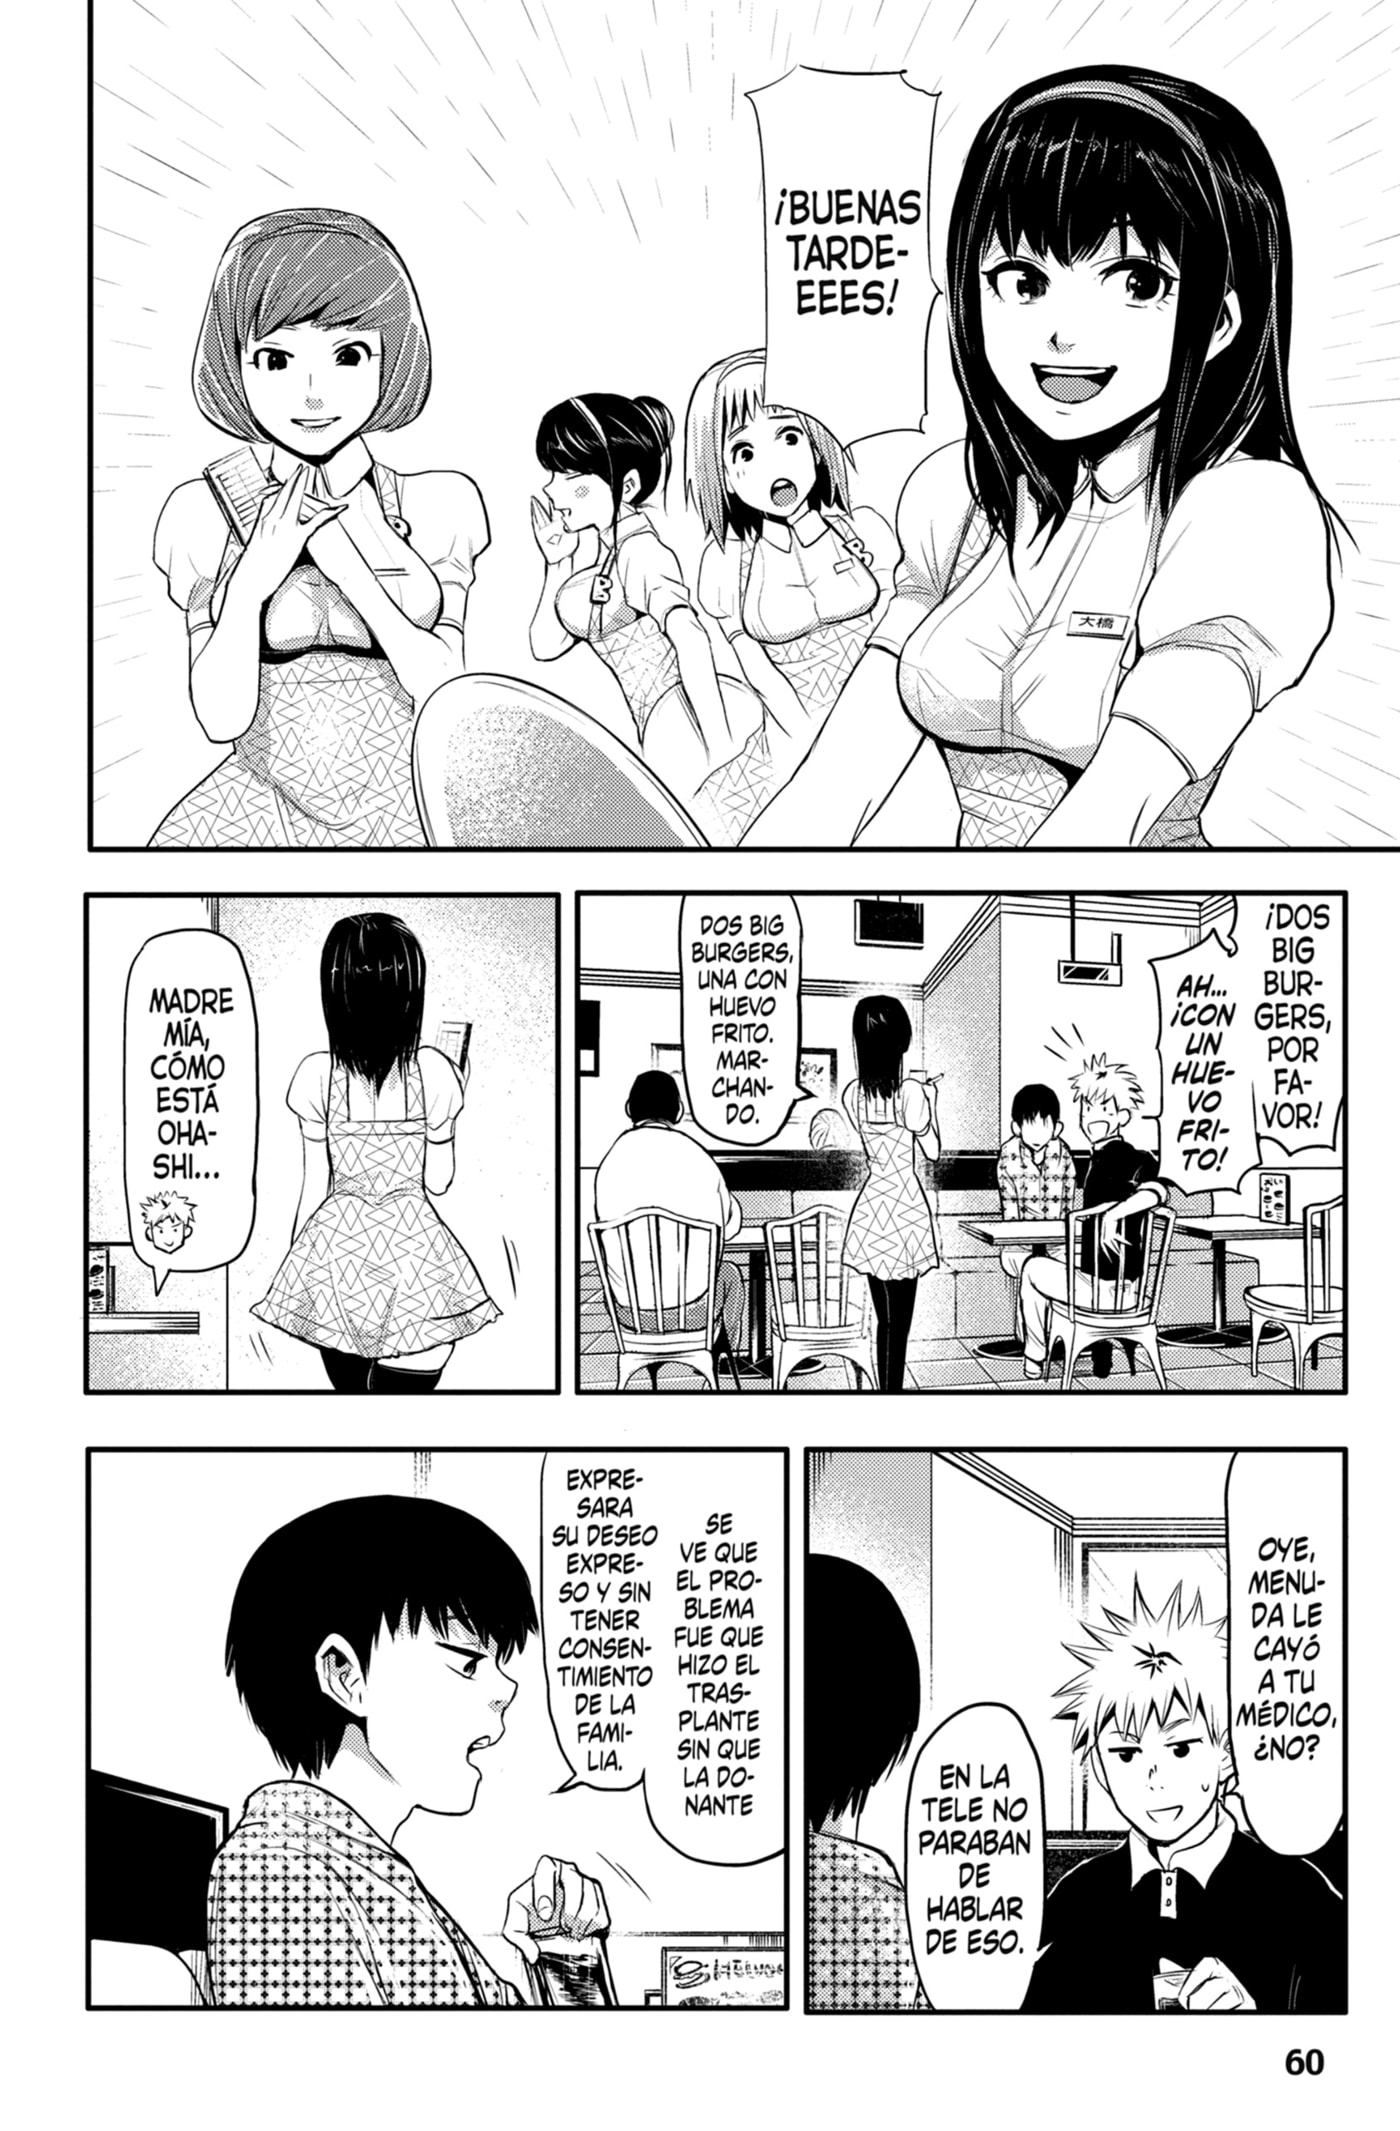 ¡BUENAS
TARDE-
EEES!
大橋
¡DOS
BIG
BUR-
GERS,
POR
FA-
VOR!
AH...
¡CON
UN
HUE-
VO
FRI-
TO!
DOS BIG
BURGERS,
UNA CON
HUEVO
FRITO.
MAR-
CHAN-
DO.
MADRE
MÍA,
CÓMO
ESTÁ
OHA-
SHI...
OYE,
MENU-
DA LE
CAYÓ
A TU
MÉDICO,
¿NO?
EN LA
TELE NO
PARABAN
DE
HABLAR
DE ESO.
SE
VE QUE
EL PRO-
BLEMA
FUE QUE
HIZO EL
TRAS-
PLANTE
SIN QUE
LA DO-
NANTE
EXPRE-
SARA
SU DESEO
EXPRE-
SO Y SIN
TENER
CONSEN-
TIMIENTO
DE LA
FAMI-
LIA.
60